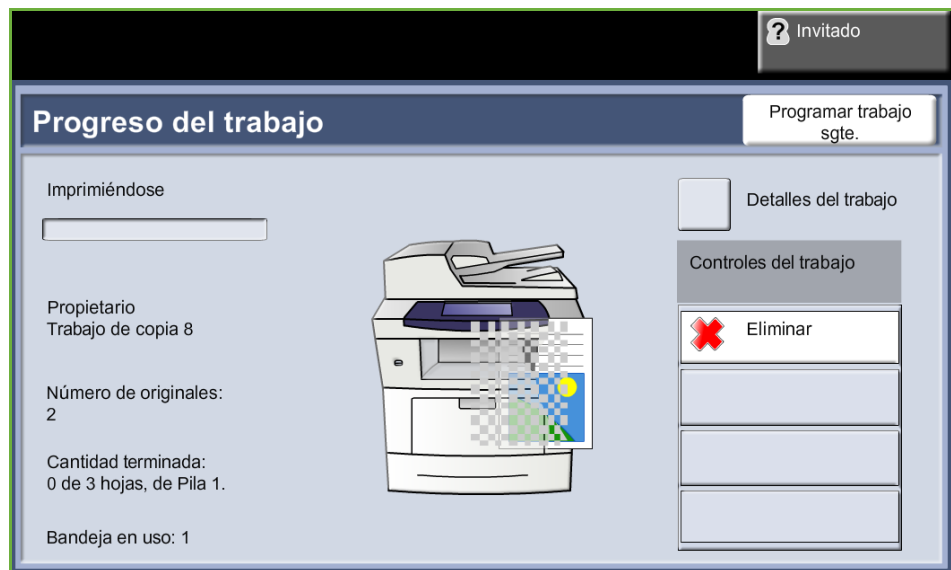 ? Invitado
Progreso del trabajo
Programar trabajo
sgte.
Imprimiéndose
Detalles del trabajo
Controles del trabajo
Propietario
Trabajo de copia 8
Eliminar
Número de originales:
2
Cantidad terminada:
0 de 3 hojas, de Pila 1.
Bandeja en uso: 1